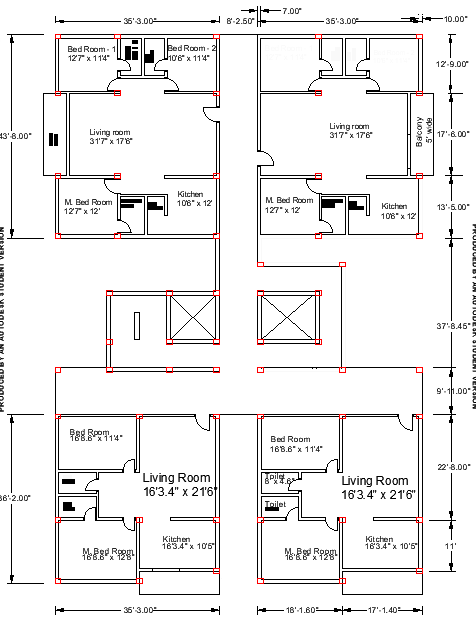 7.00"
35'-3.00"
8'-2.50"
35'-3.00"
10.00"
Bed Room - 1
12'7" x 11'4"
Bed Room - 2
10'6" x 11'4"
12'-9.00"
43'-8.00"
Living room
31'7" x 17'6"
Living room
31'7" x 17'6"
Balcony
5' wide
17'-6.00"
M. Bed Room
12'7" x 12'
Kitchen
10'6" x 12'
M. Bed Room
12'7" x 12'
Kitchen
10'6" x 12'
13'-5.00"
PRODUCED BY AN AUTODESK STUDENT VERSION
PRODUCED BY AN AUTODESK STUDENT VERSION
37'-8.45"
9'-11.00"
Bed Room
16'8.6" x 11'4"
Living Room
16'3.4" x 21'6"
Bed Room
16'8.6" x 11'4"
Toilet
8' x 4.6"
Living Room
16'3.4" x 21'6"
Toilet
22'-8.00"
36'-2.00"
M. Bed Room
16'8.6" x 12'8"
Kitchen
16'3.4" x 10'5"
M. Bed Room
16'8.6" x 12'8"
Kitchen
16'3.4" x 10'5"
11'
35'-3.00"
18'-1.60"
17'-1.40"